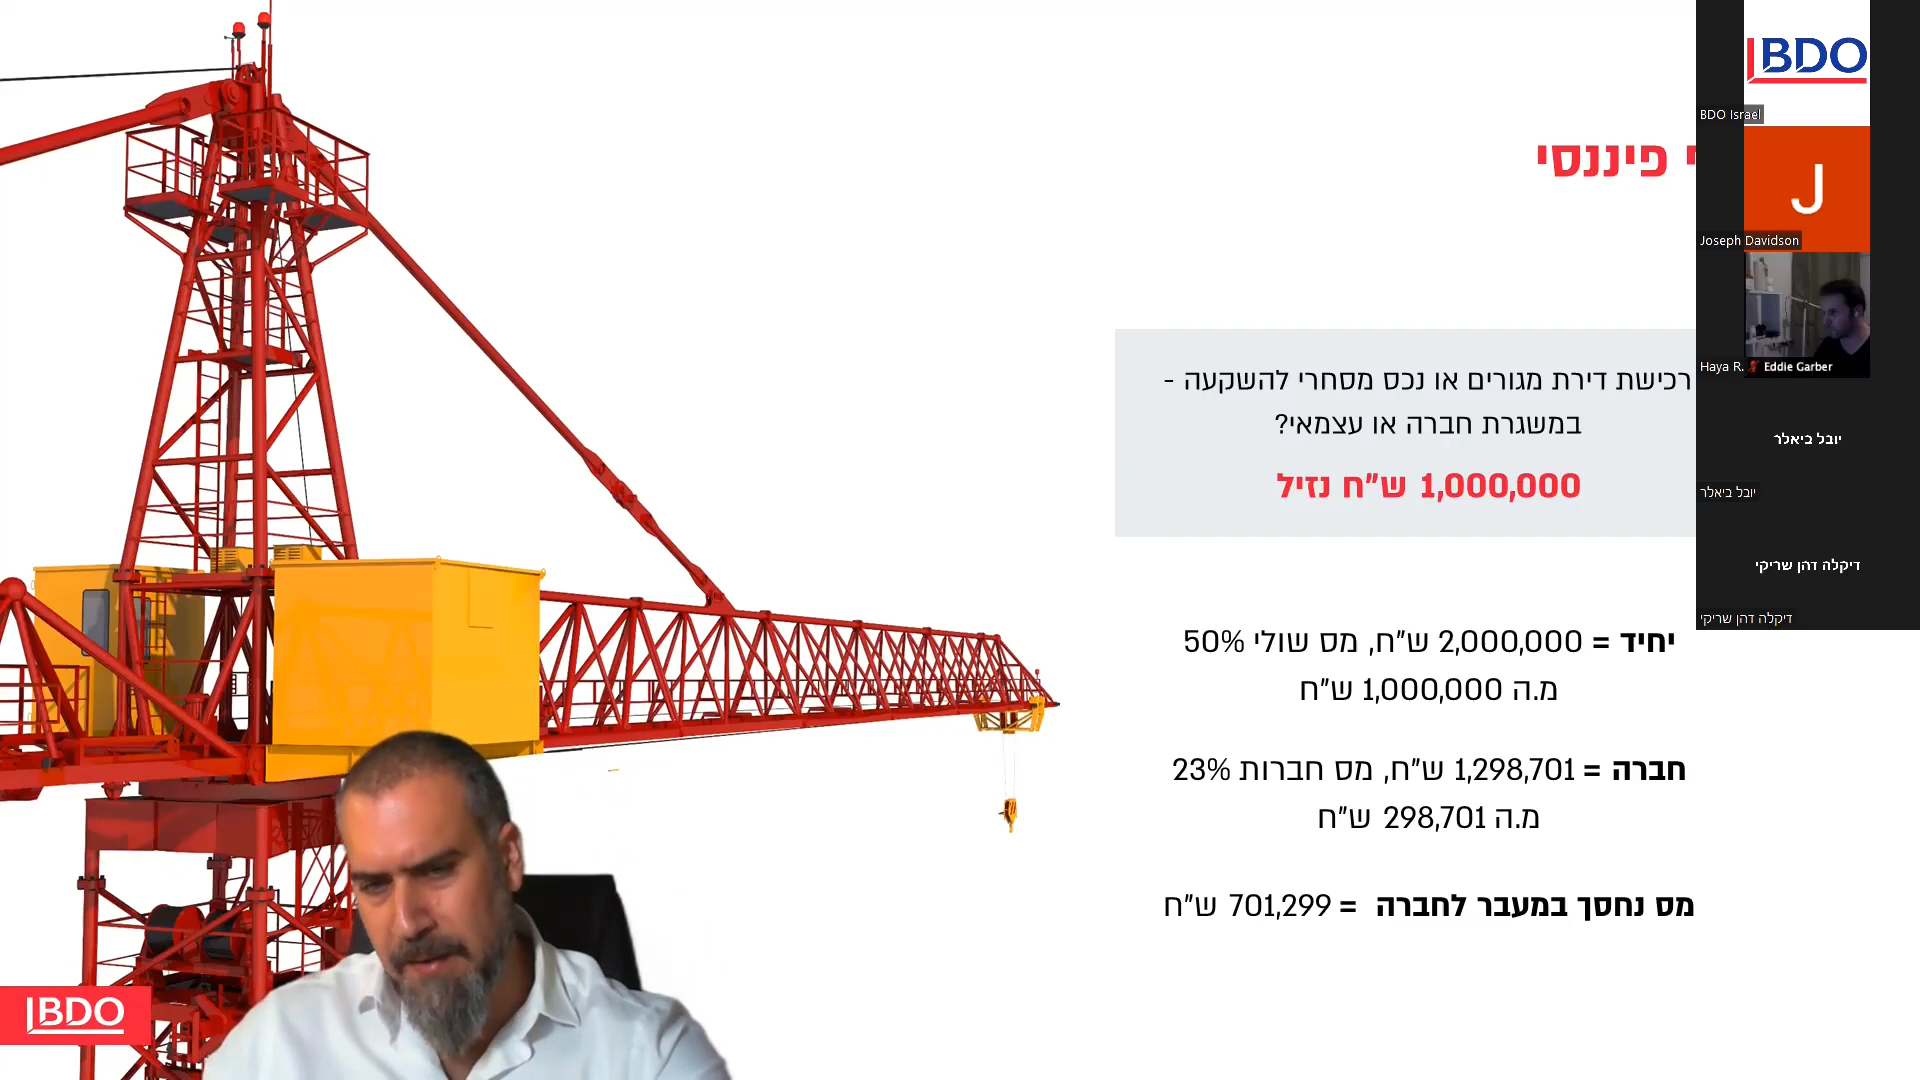 פיננסי
רכישת דירת מגורים או נכס מסחרי להשקעה -
במשגרת חברה או עצמאי?
1,000,000 ש"ח נזיל
יחיד = 2,000,000 ש"ח, מס שולי 50%
מ.ה 1,000,000 ש"ח
חברה = 1,298,701 ש"ח, מס חברות 23%
מ.ה 298,701 ש"ח
מס נחסך במעבר לחברה = 701,299 ש"ח
BDO
BDO
BDO Israel
J
Joseph Davidson
Haya R.
Eddie Garber
יובל ביאלר
יובל ביאלר
דיקלה דהן שריקי
דיקלה דהן שריקי